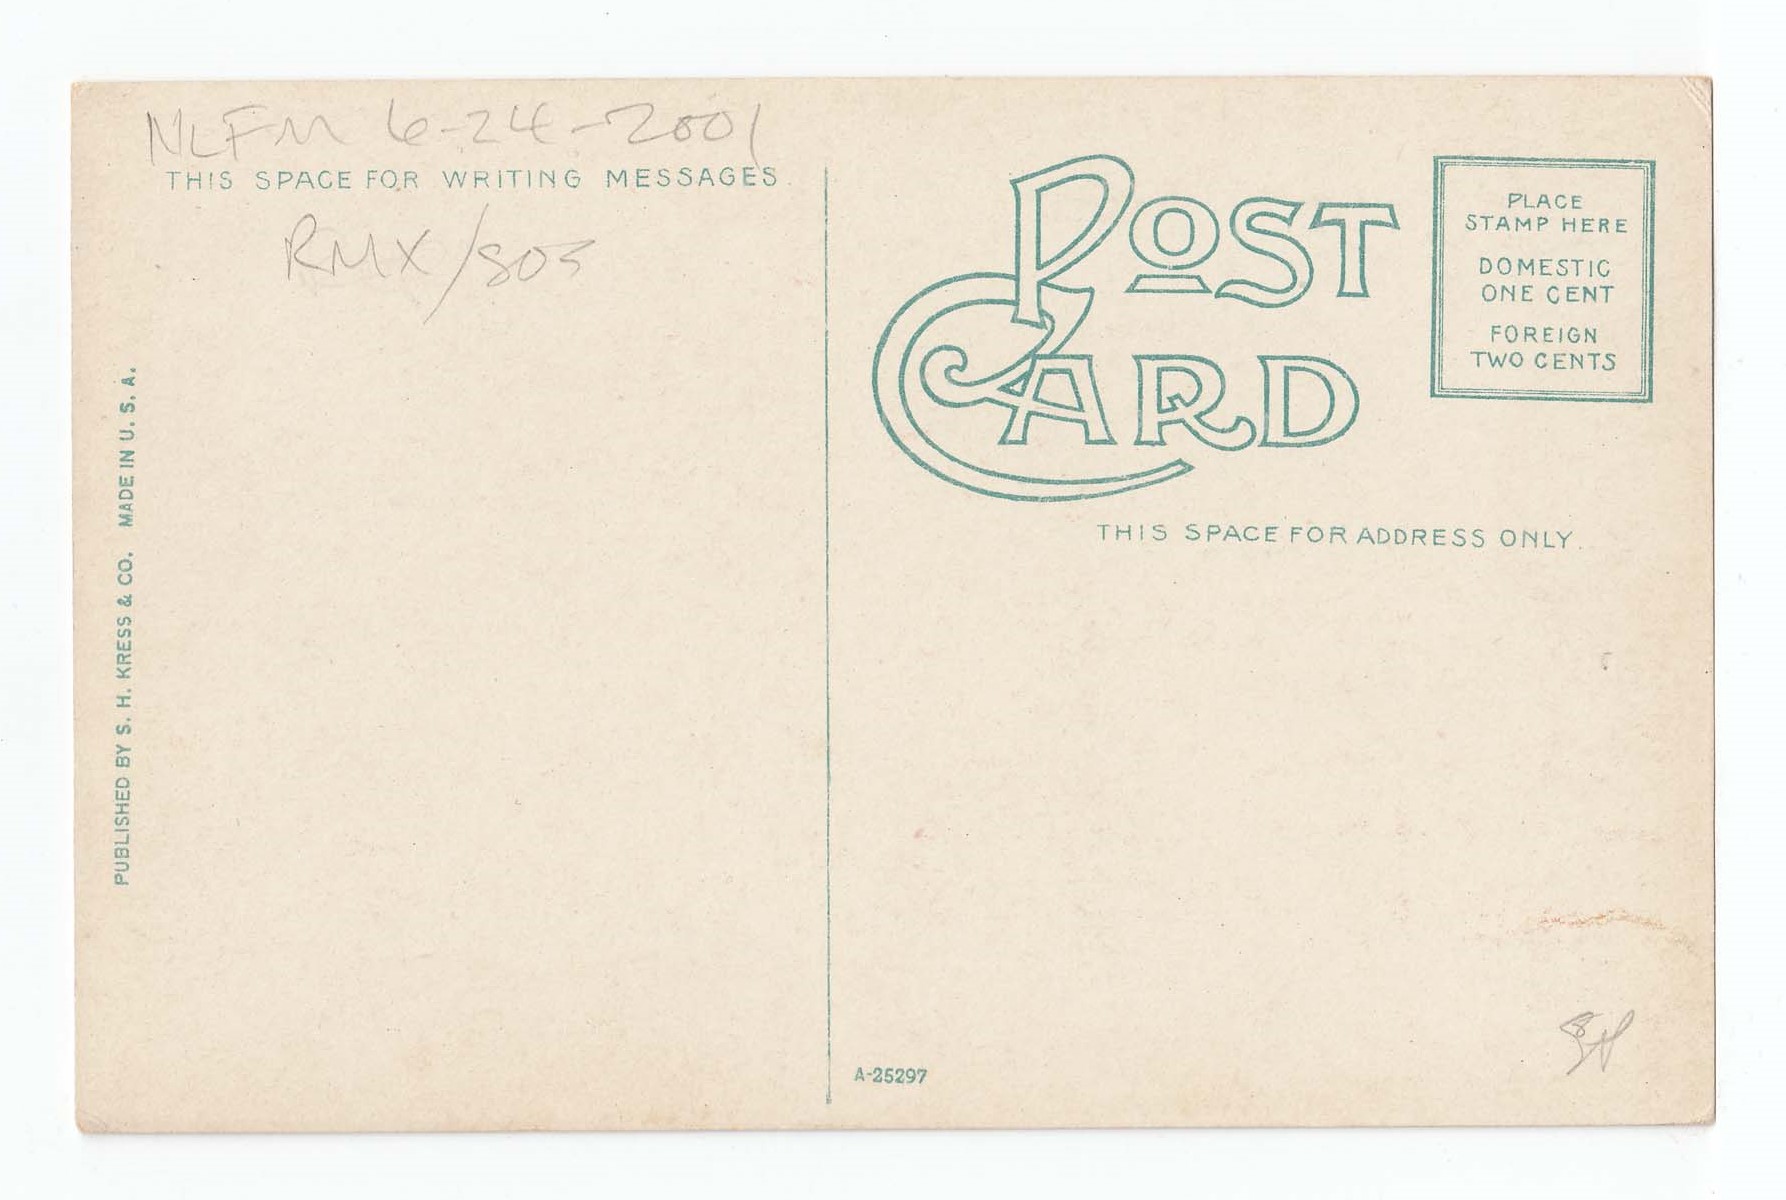 NLFM 6-24-2001
THIS SPACE FOR WRITING MESSAGES.
RMX/803
PUBLISHED BY S. H. KRESS & CO. MADE IN U. S. A.
POST
CARD
PLACE
STAMP HERE
DOMESTIC
ONE CENT
FOREIGN
TWO CENTS
THIS SPACE FOR ADDRESS ONLY.
A-25297